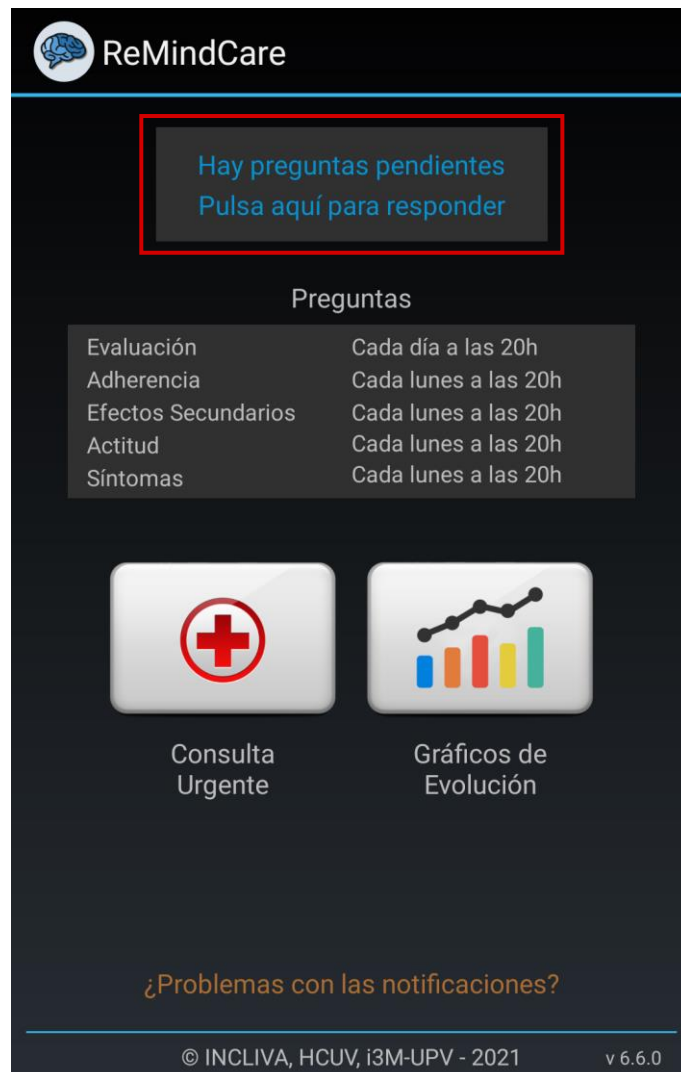 ReMindCare
Hay preguntas pendientes
Pulsa aquí para responder
Preguntas
Evaluación Cada día a las 20h
Adherencia Cada lunes a las 20h
Efectos Secundarios Cada lunes a las 20h
Actitud Cada lunes a las 20h
Síntomas Cada lunes a las 20h
Consulta
Urgente
Gráficos de
Evolución
¿Problemas con las notificaciones?
© INCLIVA, HCUV, i3M-UPV - 2021 v 6.6.0